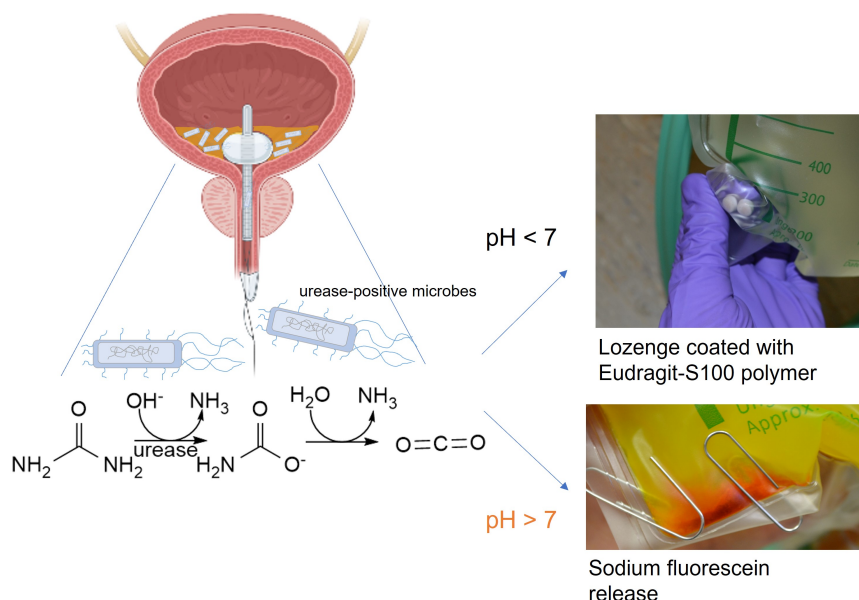 urease-positive microbes
O
OH⁻
NH₃
O
H₂O
NH₃
NH₂
NH₂
urease
H₂N
O⁻
O=C=O
pH < 7
400
300
Lozenge coated with
Eudragit-S100 polymer
Approx
pH > 7
Sodium fluorescein
release